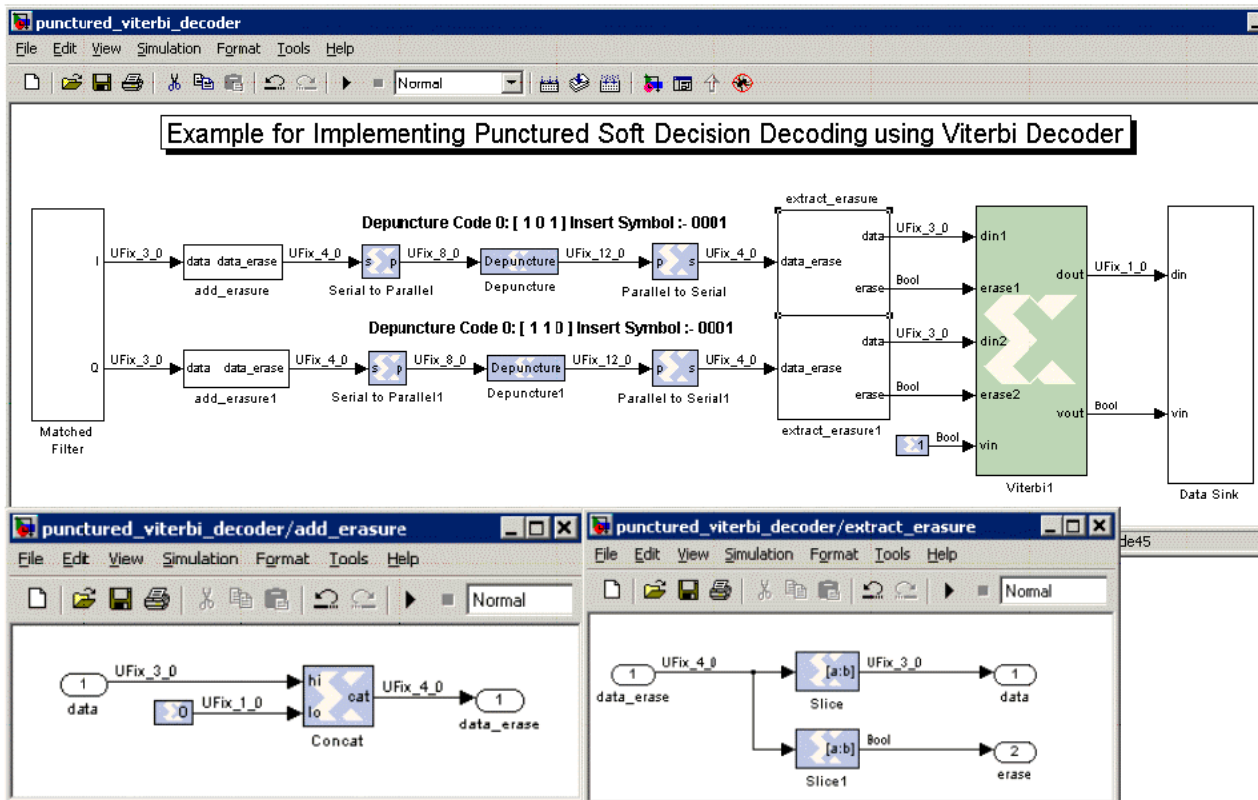 punctured_viterbi_decoder
File Edit View Simulation Format Tools Help
Normal
Example for Implementing Punctured Soft Decision Decoding using Viterbi Decoder
extract_erasure
Depuncture Code 0: [ 1 0 1 ] Insert Symbol :- 0001
I UFix_3_0 data data_erase UFix_4_0 s p UFix_8_0 Depuncture UFix_12_0 p s UFix_4_0 data_erase data UFix_3_0 din1
add_erasure Serial to Parallel Depuncture Parallel to Serial
erase Bool erase1
dout UFix_1_0 din
Depuncture Code 0: [ 1 1 0 ] Insert Symbol :- 0001
Q UFix_3_0 data data_erase UFix_4_0 s p UFix_8_0 Depuncture UFix_12_0 p s UFix_4_0 data_erase data UFix_3_0 din2
add_erasure1 Serial to Parallel1 Depuncture1 Parallel to Serial1
erase Bool erase2
vout Bool vin
extract_erasure1
1 Bool vin
Matched
Filter
Viterbi1
Data Sink
de45
punctured_viterbi_decoder/add_erasure
File Edit View Simulation Format Tools Help
Normal
1 UFix_3_0 hi
data
0 UFix_1_0 lo
cat UFix_4_0 1
data_erase
Concat
punctured_viterbi_decoder/extract_erasure
File Edit View Simulation Format Tools Help
Normal
1 UFix_4_0 [a:b] UFix_3_0 1
data_erase Slice data
[a:b] Bool 2
Slice1 erase